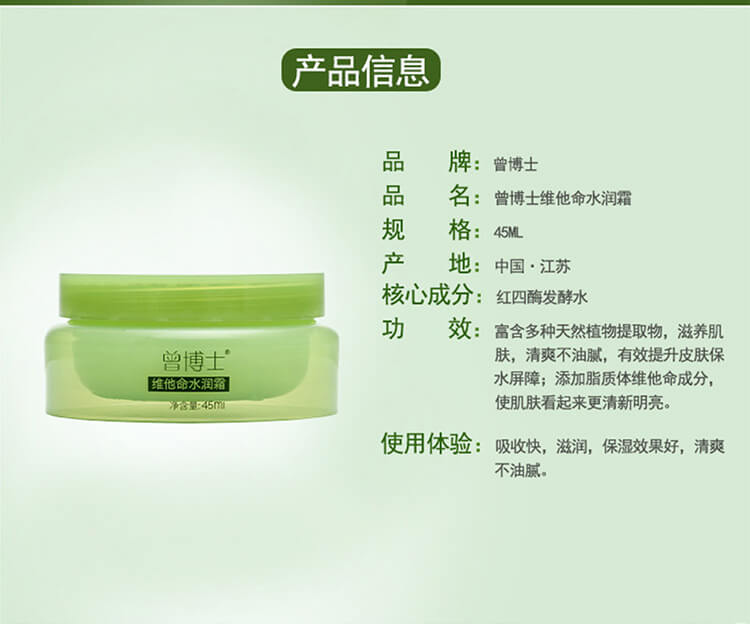 产品信息
品 牌：曾博士
品 名：曾博士维他命水润霜
规 格：45ML
产 地：中国·江苏
核心成分：红四酶发酵水
功 效：富含多种天然植物提取物，滋养肌
肤，清爽不油腻，有效提升皮肤保
水屏障；添加脂质体维他命成分，
使肌肤看起来更清新明亮。
使用体验：吸收快，滋润，保湿效果好，清爽
不油腻。
曾博士®
维他命水润霜
净含量:45ml